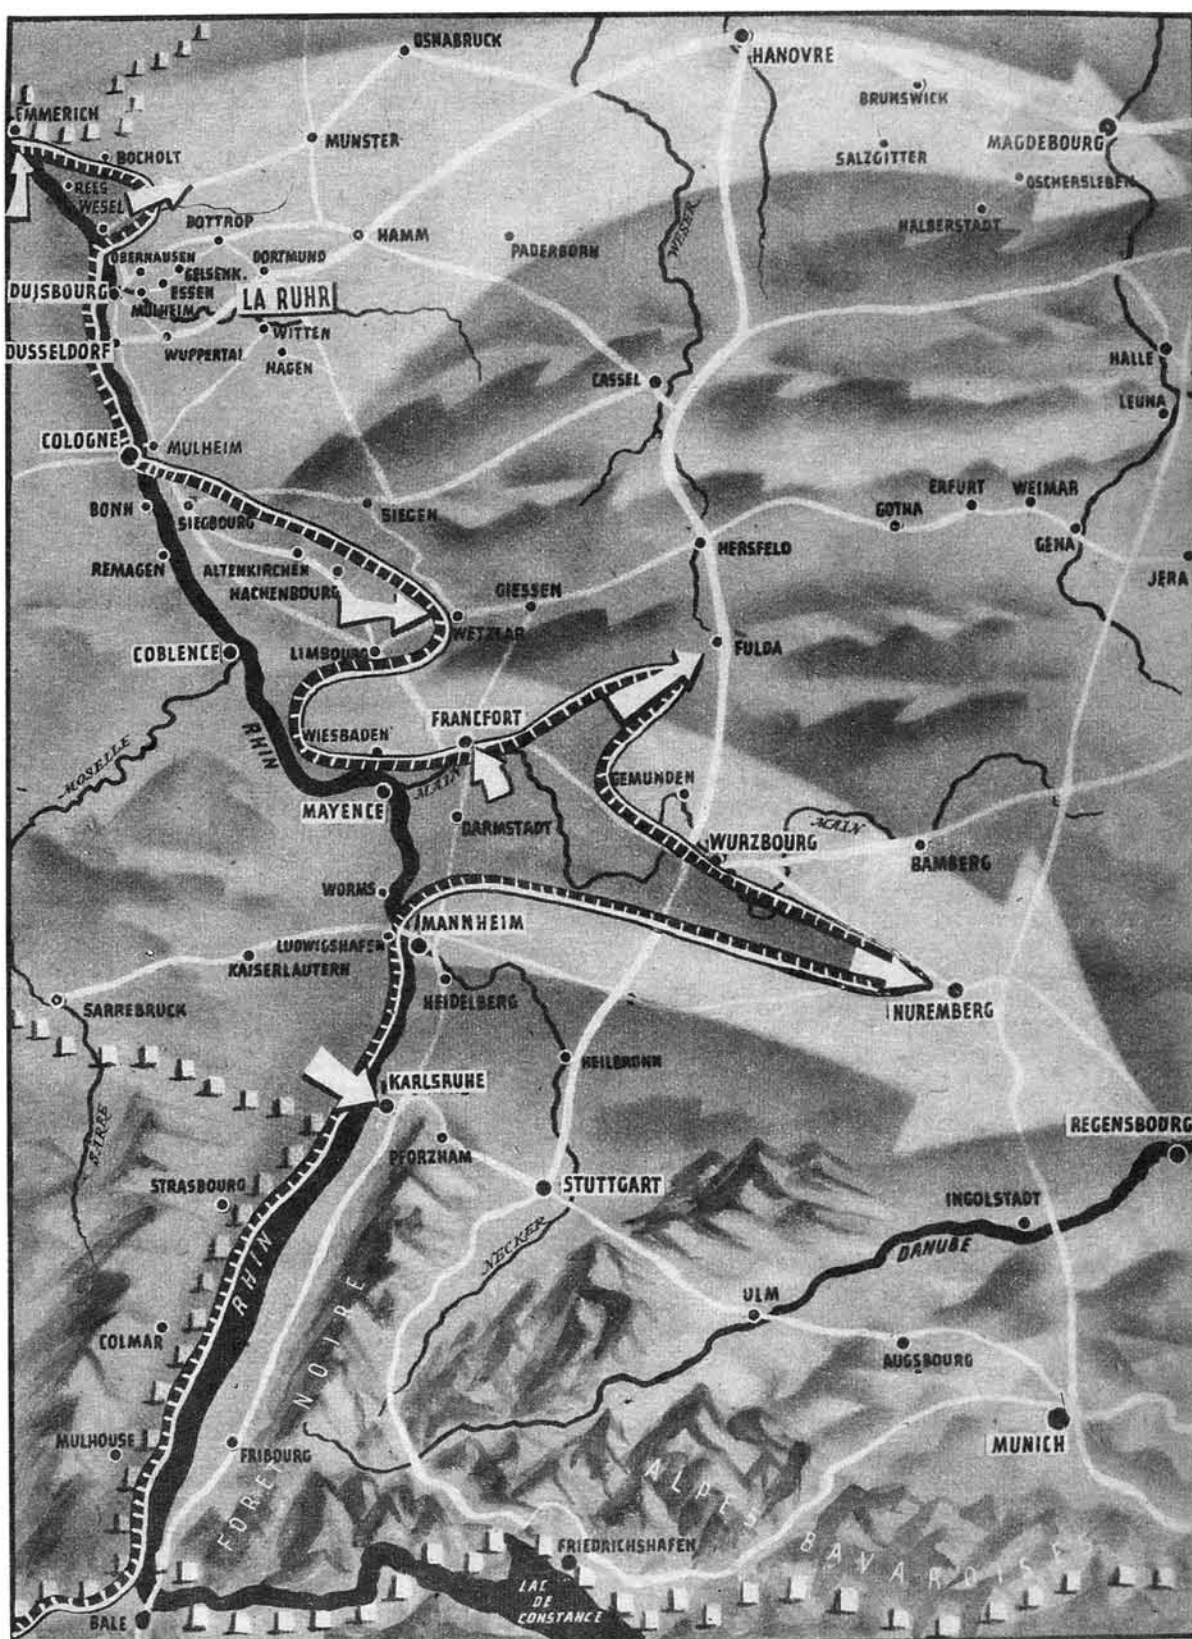 OSNABRUCK
HANOVRE
BRUNSWICK
EMMERICH
MUNSTER
MAGDEBOURG
BOCHOLT
SALZGITTER
OSCHERSLEBEN
REES
WESEL
BOTTROP
HAMM
PADERBORN
WESER
HALBERSTADT
OBERHAUSEN
GELSENK.
DORTMUND
DUISBOURG
ESSEN
MULHEIM
LA RUHR
DUSSELDORF
WUPPERTAL
WITTEN
HAGEN
CASSEL
HALLE
LEUNA
COLOGNE
MULHEIM
BONN
SIEGBOURG
SIEGEN
ERFURT
WEIMAR
GOTHA
REMAGEN
ALTENKIRCHEN
HACHENBOURG
GIESSEN
HERSFELD
GENA
JERA
WETZLAR
COBLENCE
LIMBOURG
FULDA
FRANCFORT
WIESBADEN
RHIN
MOSELLE
MAIN
MAYENCE
GEMUNDEN
DARMSTADT
WURZBOURG
MAIN
BAMBERG
WORMS
MANNHEIM
LUDWIGSHAFEN
KAISERLAUTERN
HEIDELBERG
SARREBRUCK
NUREMBERG
HEILBRONN
KARLSRUHE
SARRE
REGENSBOURG
PFORZHAM
STRASBOURG
STUTTGART
INGOLSTADT
NECKER
DANUBE
RHIN
ULM
COLMAR
AUGSBOURG
MULHOUSE
FRIBOURG
FORET NOIRE
MUNICH
ALPES BAVAROISES
FRIEDRICHSHAFEN
LAC
DE
CONSTANCE
BALE